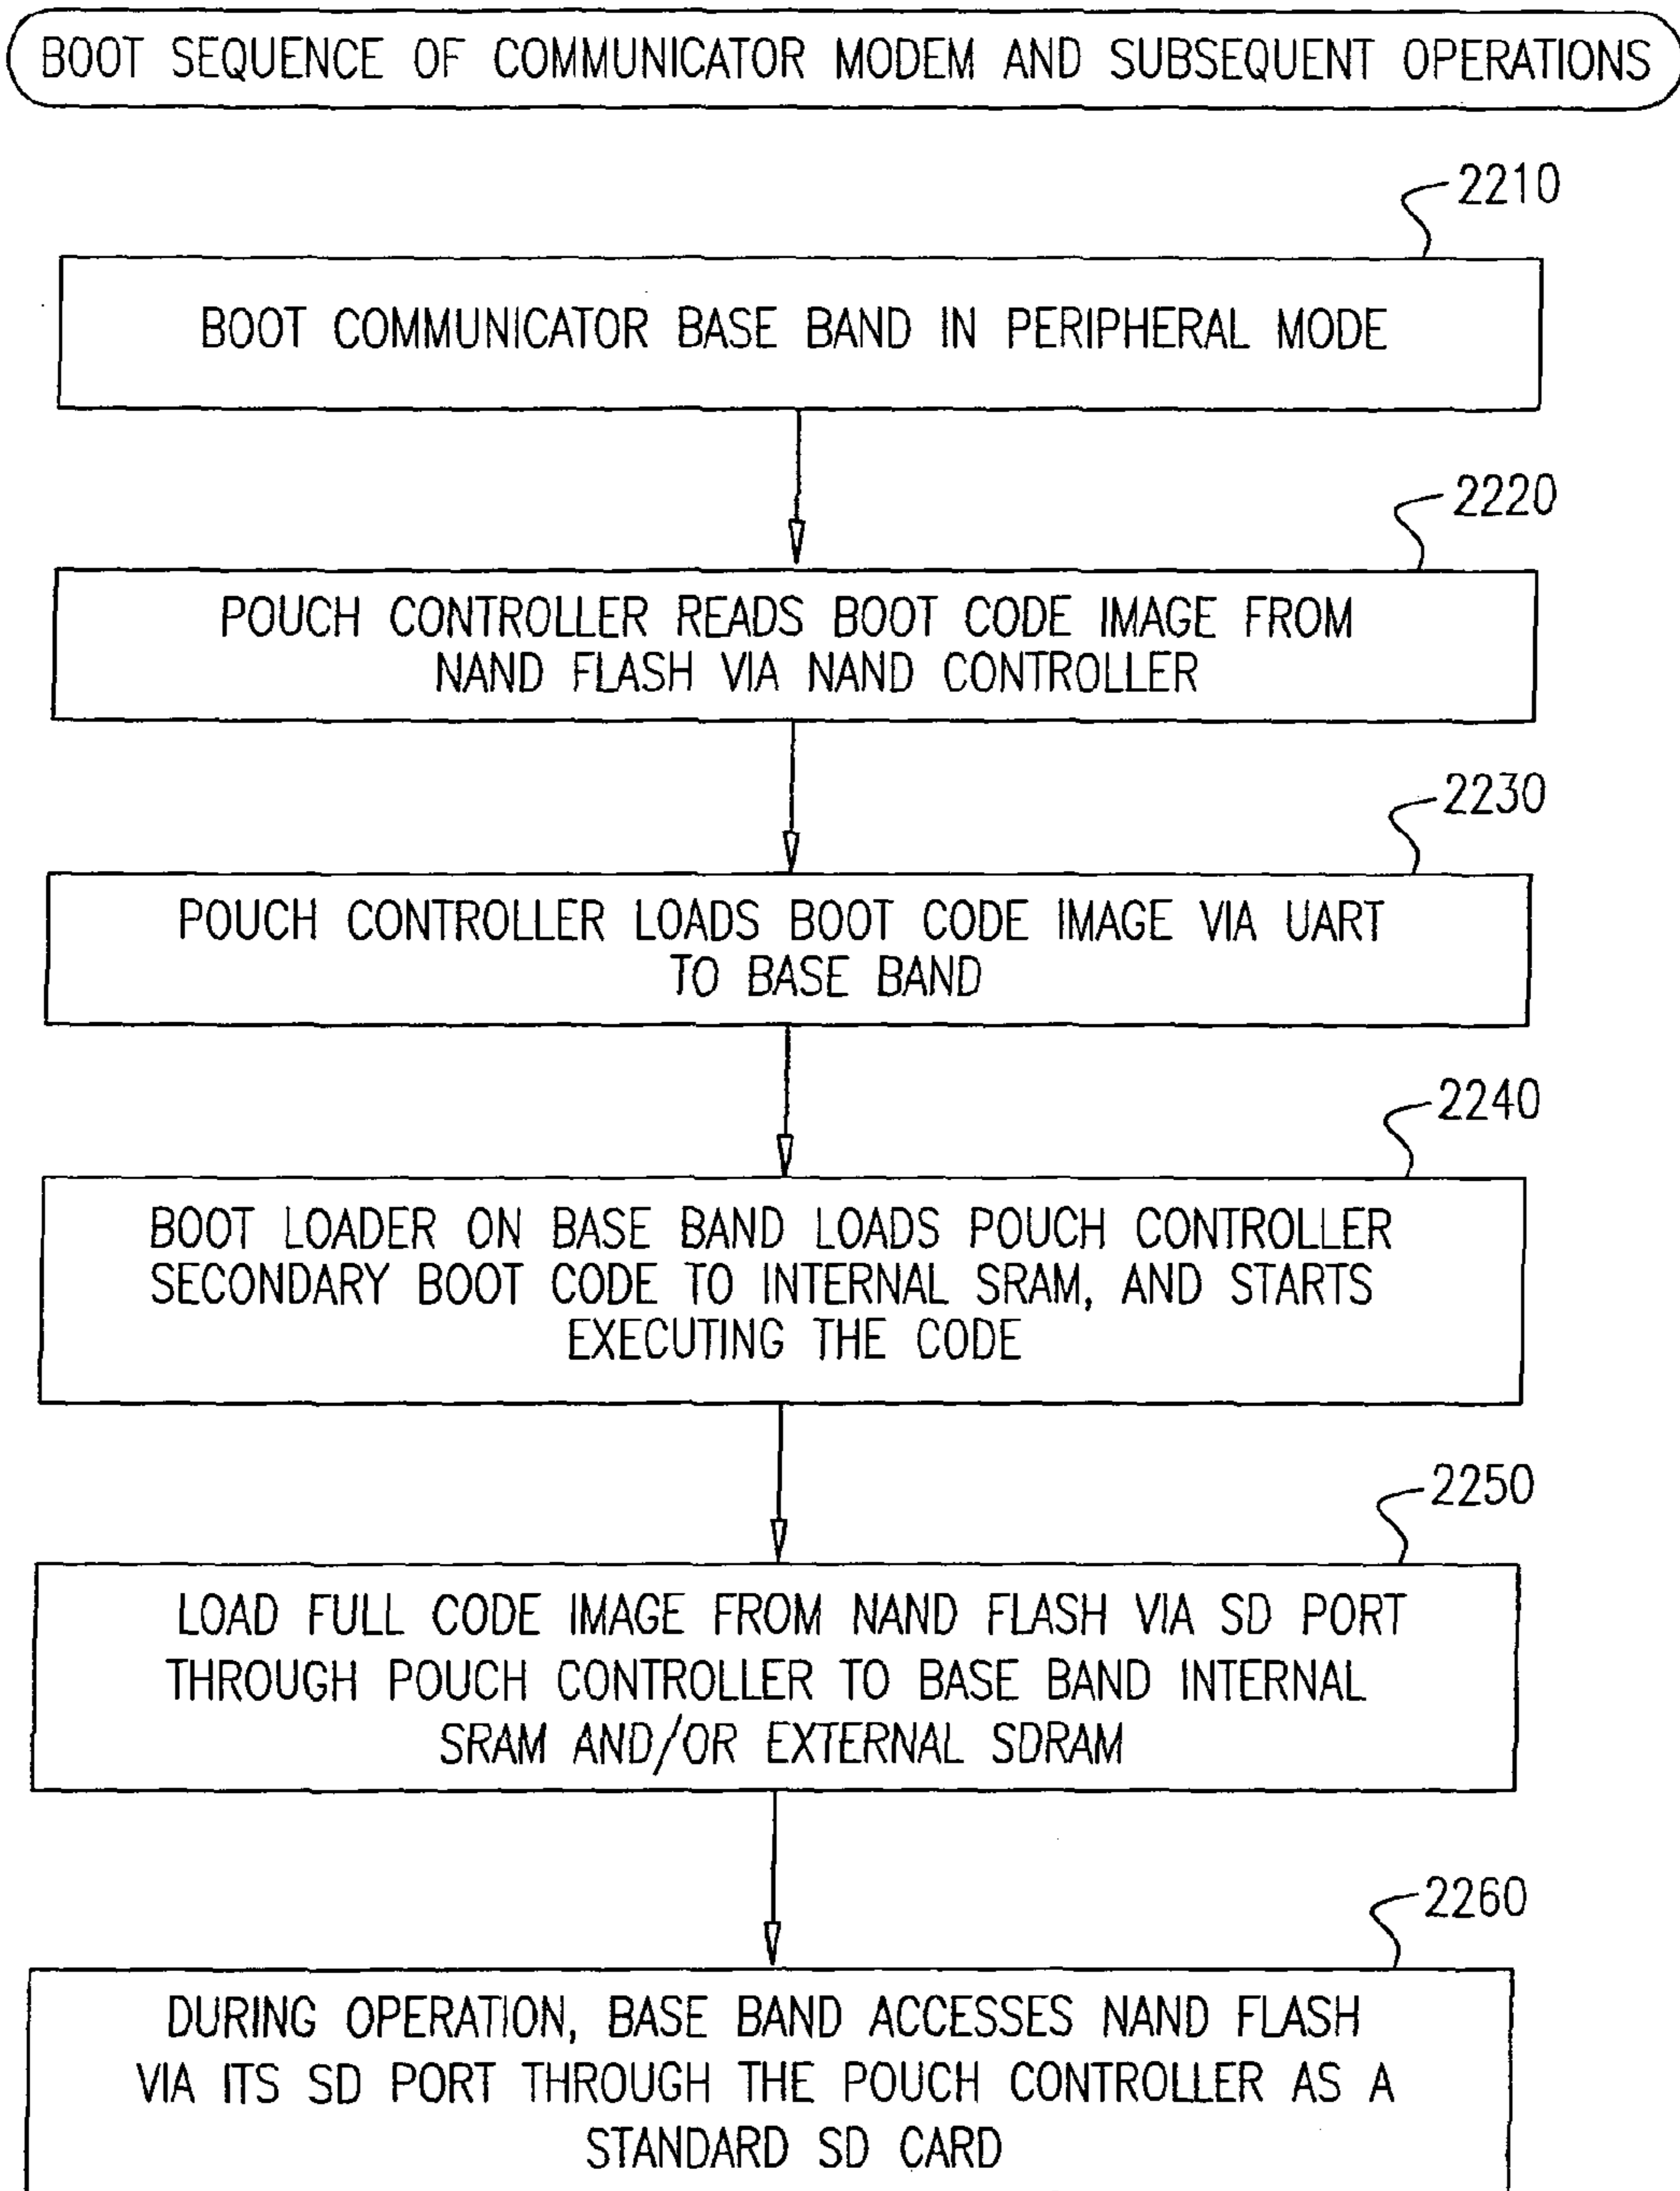 BOOT SEQUENCE OF COMMUNICATOR MODEM AND SUBSEQUENT OPERATIONS
2210
BOOT COMMUNICATOR BASE BAND IN PERIPHERAL MODE
2220
POUCH CONTROLLER READS BOOT CODE IMAGE FROM
NAND FLASH VIA NAND CONTROLLER
2230
POUCH CONTROLLER LOADS BOOT CODE IMAGE VIA UART
TO BASE BAND
2240
BOOT LOADER ON BASE BAND LOADS POUCH CONTROLLER
SECONDARY BOOT CODE TO INTERNAL SRAM, AND STARTS
EXECUTING THE CODE
2250
LOAD FULL CODE IMAGE FROM NAND FLASH VIA SD PORT
THROUGH POUCH CONTROLLER TO BASE BAND INTERNAL
SRAM AND/OR EXTERNAL SDRAM
2260
DURING OPERATION, BASE BAND ACCESSES NAND FLASH
VIA ITS SD PORT THROUGH THE POUCH CONTROLLER AS A
STANDARD SD CARD